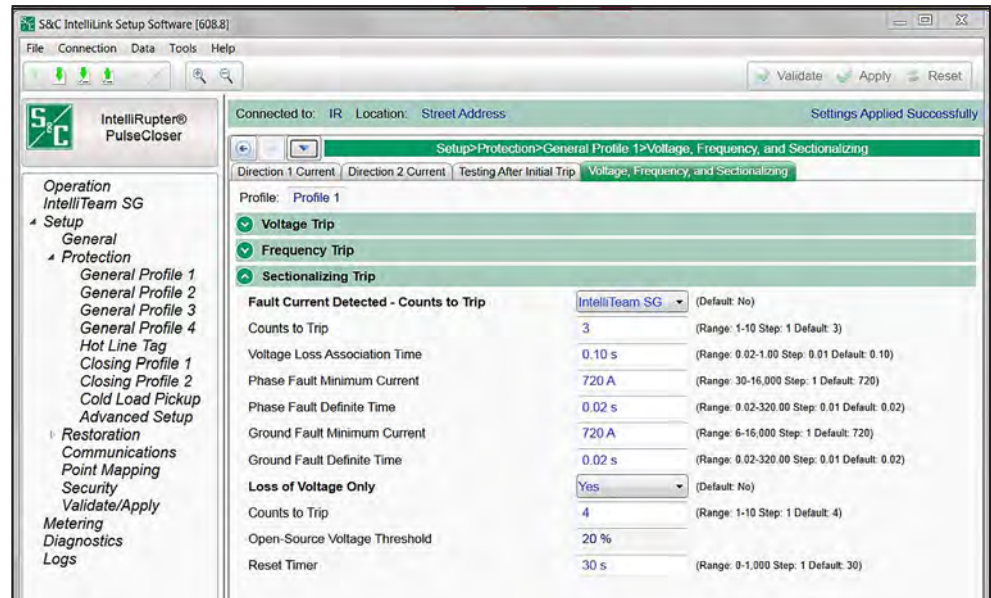 S&C IntelliLink Setup Software [608.8]
File Connection Data Tools Help
Validate Apply Reset
S&C
IntelliRupter®
PulseCloser
Connected to: IR Location: Street Address Settings Applied Successfully
Setup>Protection>General Profile 1>Voltage, Frequency, and Sectionalizing
Direction 1 Current Direction 2 Current Testing After Initial Trip Voltage, Frequency, and Sectionalizing
Operation
IntelliTeam SG
Setup
General
Protection
General Profile 1
General Profile 2
General Profile 3
General Profile 4
Hot Line Tag
Closing Profile 1
Closing Profile 2
Cold Load Pickup
Advanced Setup
Restoration
Communications
Point Mapping
Security
Validate/Apply
Metering
Diagnostics
Logs
Profile: Profile 1
Voltage Trip
Frequency Trip
Sectionalizing Trip
Fault Current Detected - Counts to Trip IntelliTeam SG (Default: No)
Counts to Trip 3 (Range: 1-10 Step: 1 Default: 3)
Voltage Loss Association Time 0.10 s (Range: 0.02-1.00 Step: 0.01 Default: 0.10)
Phase Fault Minimum Current 720 A (Range: 30-16,000 Step: 1 Default: 720)
Phase Fault Definite Time 0.02 s (Range: 0.02-320.00 Step: 0.01 Default: 0.02)
Ground Fault Minimum Current 720 A (Range: 6-16,000 Step: 1 Default: 720)
Ground Fault Definite Time 0.02 s (Range: 0.02-320.00 Step: 0.01 Default: 0.02)
Loss of Voltage Only Yes (Default: No)
Counts to Trip 4 (Range: 1-10 Step: 1 Default: 4)
Open-Source Voltage Threshold 20 %
Reset Timer 30 s (Range: 0-1,000 Step: 1 Default: 30)